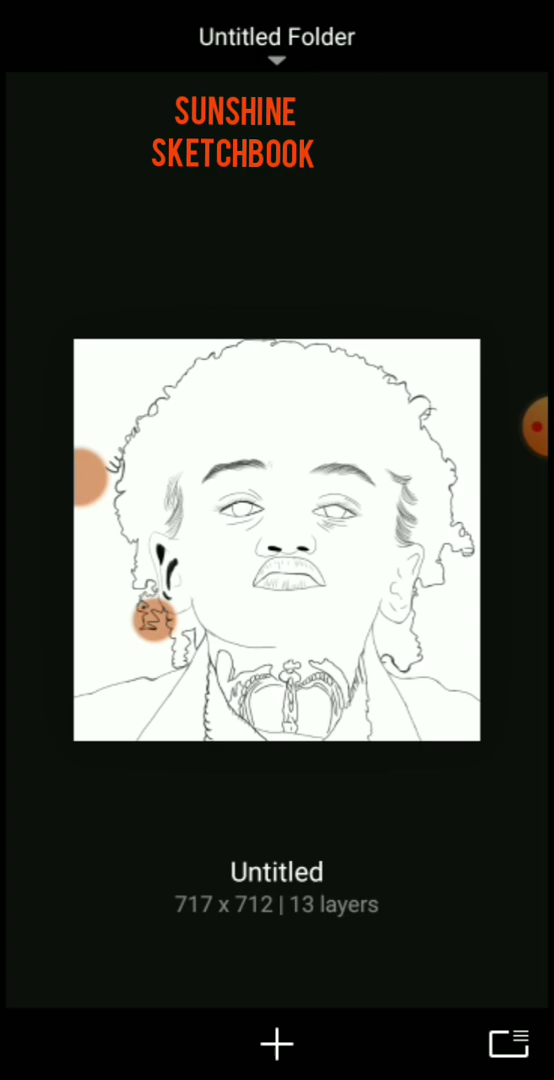 Untitled Folder
SUNSHINE
SKETCHBOOK
Untitled
717 x 712 | 13 layers